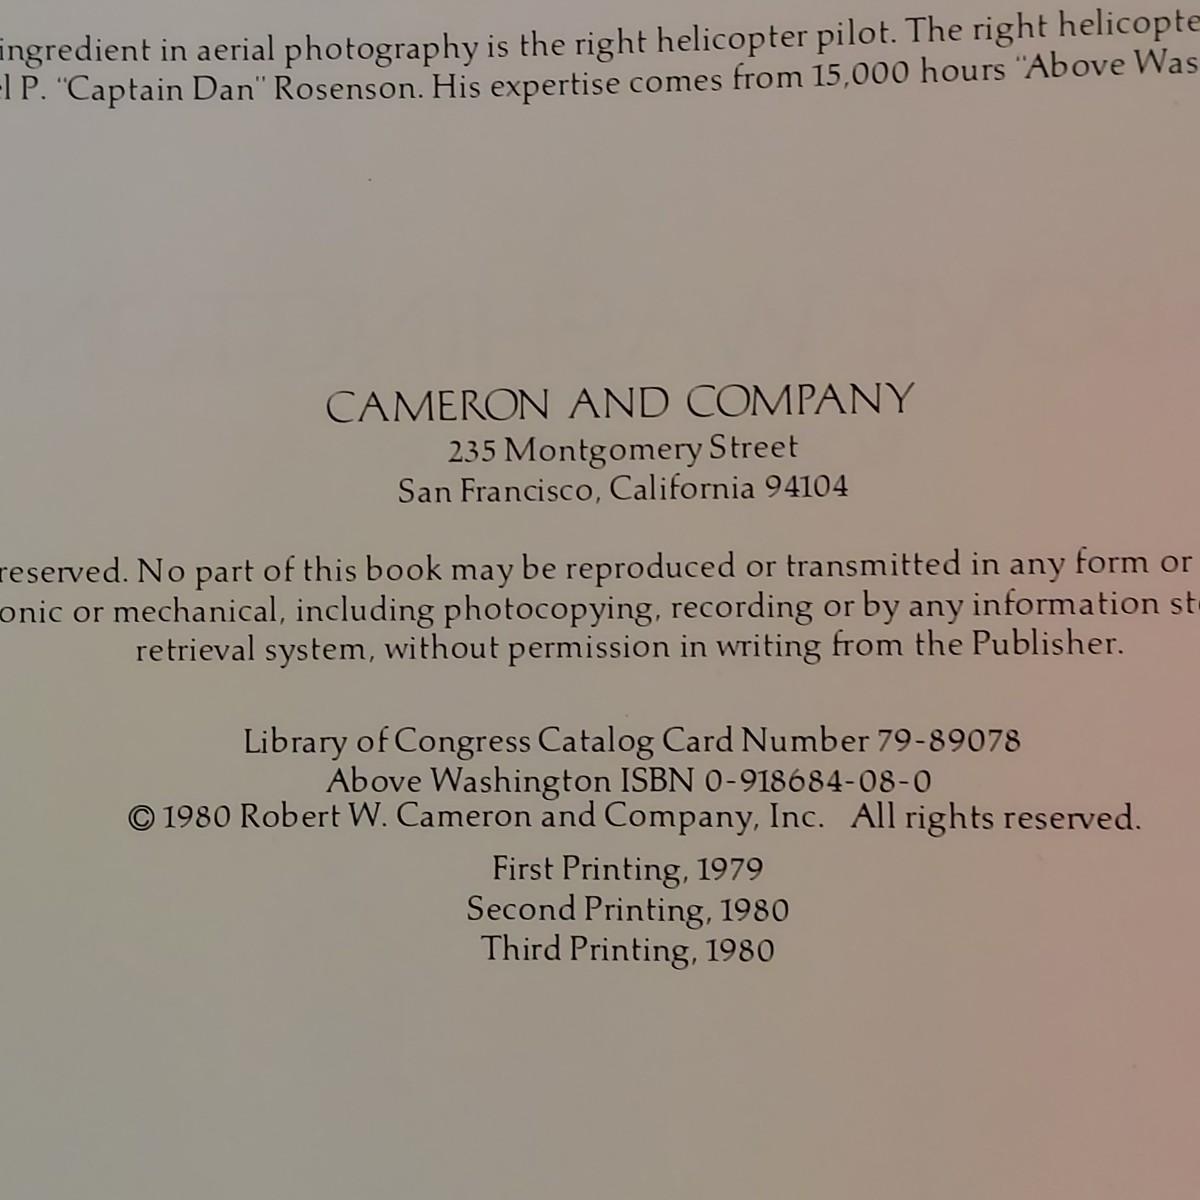 ingredient in aerial photography is the right helicopter pilot. The right helicopte
l P. "Captain Dan" Rosenson. His expertise comes from 15,000 hours "Above Was
CAMERON AND COMPANY
235 Montgomery Street
San Francisco, California 94104
reserved. No part of this book may be reproduced or transmitted in any form or
onic or mechanical, including photocopying, recording or by any information sto
retrieval system, without permission in writing from the Publisher.
Library of Congress Catalog Card Number 79-89078
Above Washington ISBN 0-918684-08-0
© 1980 Robert W. Cameron and Company, Inc. All rights reserved.
First Printing, 1979
Second Printing, 1980
Third Printing, 1980